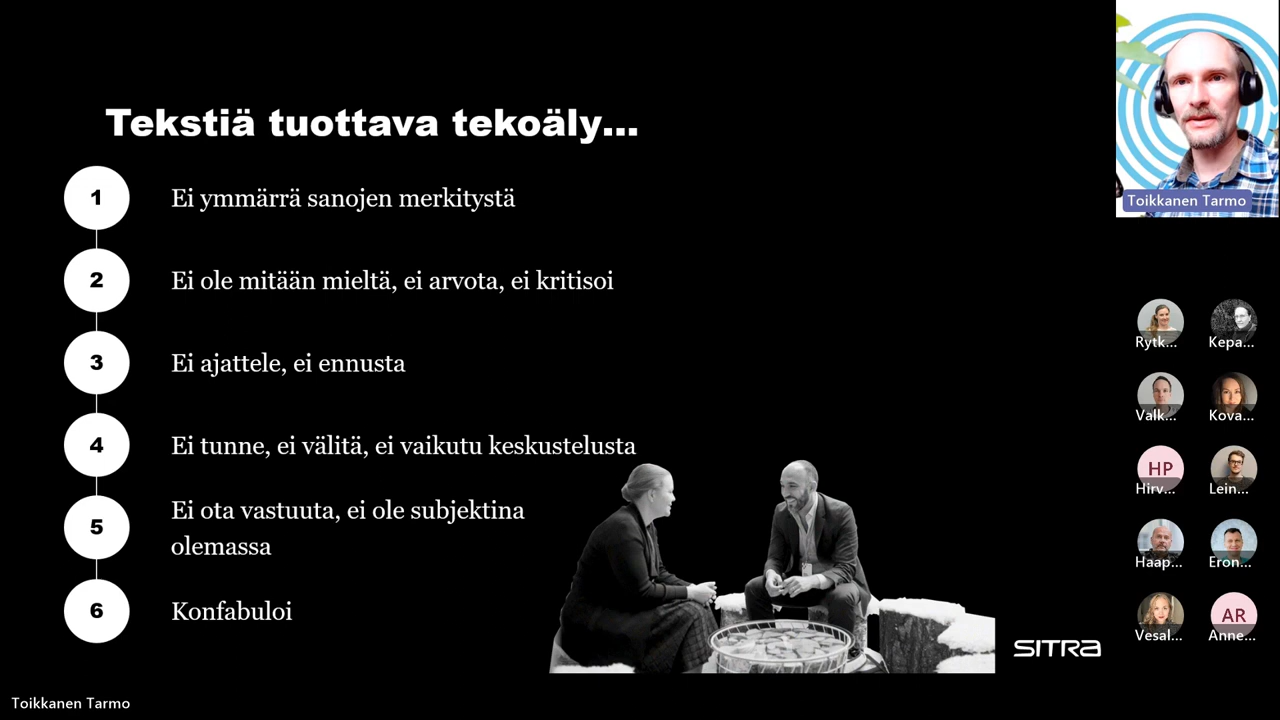 Tekstiä tuottava tekoäly...
1 Ei ymmärrä sanojen merkitystä
2 Ei ole mitään mieltä, ei arvota, ei kritisoi
3 Ei ajattele, ei ennusta
4 Ei tunne, ei välitä, ei vaikutu keskustelusta
5 Ei ota vastuuta, ei ole subjektina
olemassa
6 Konfabuloi
SITRA
Toikkanen Tarmo
Rytk... Kepa...
Valk... Kova...
HP
Hirv... Lein...
Haap... Eron...
AR
Vesal... Anne...
Toikkanen Tarmo